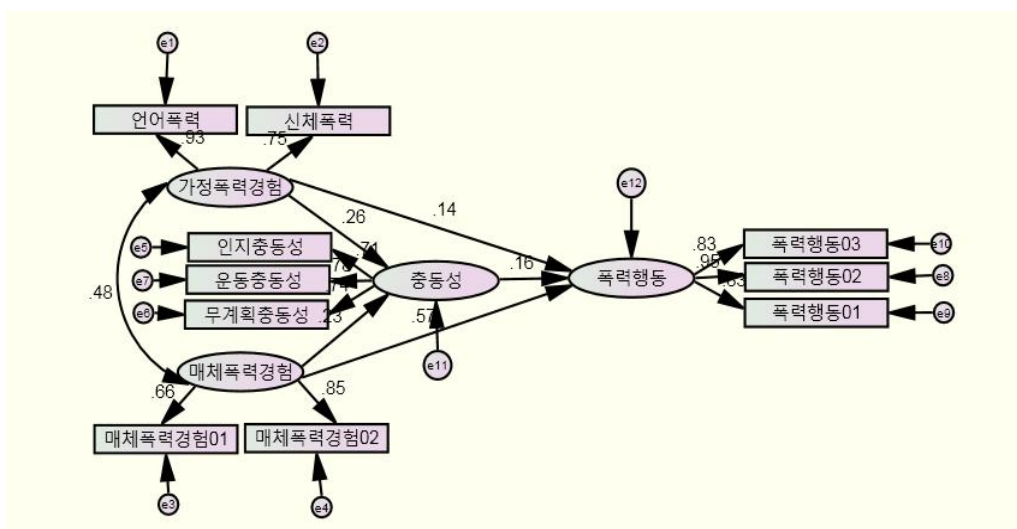 e1
e2
언어폭력
신체폭력
.93
.75
가정폭력경험
e12
.14
.26
e5
인지충동성
.71
.83
폭력행동03
e10
e7
운동충동성
충동성
.16
폭력행동
.95
폭력행동02
e8
.48
e6
무계획충동성
.23
.57
폭력행동01
e9
e11
매체폭력경험
.66
.85
매체폭력경험01
매체폭력경험02
e3
e4